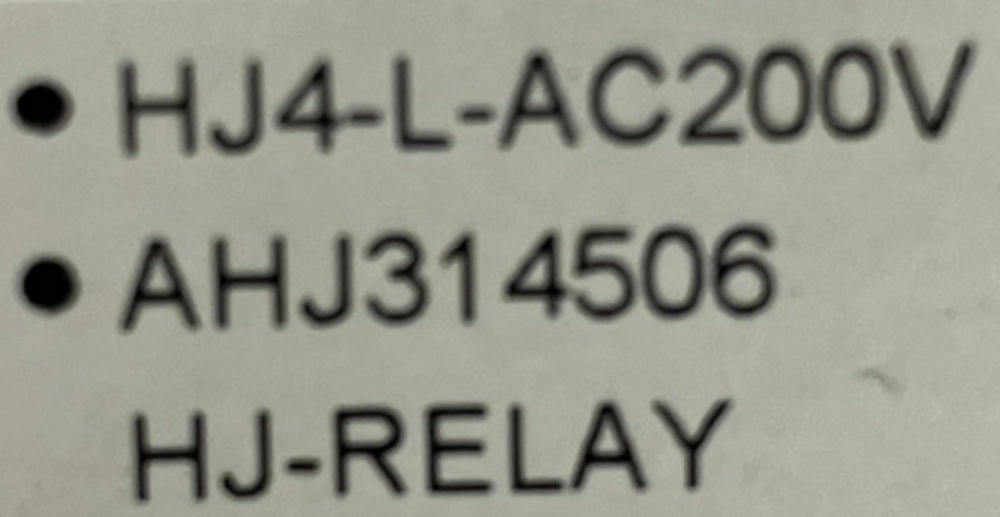 • HJ4-L-AC200V
• AHJ314506
HJ-RELAY